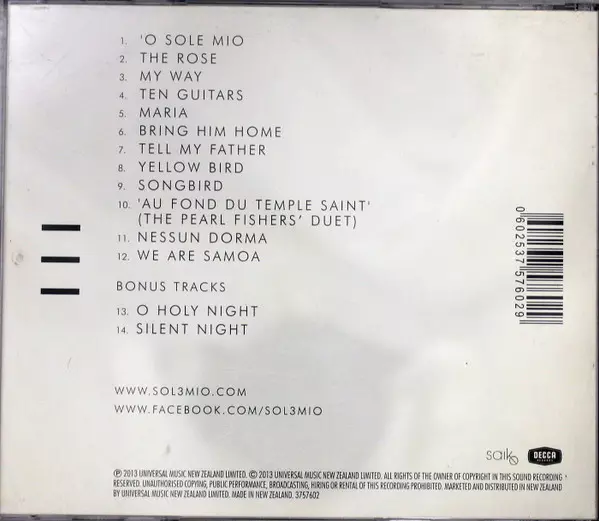 1. 'O SOLE MIO
2. THE ROSE
3. MY WAY
4. TEN GUITARS
5. MARIA
6. BRING HIM HOME
7. TELL MY FATHER
8. YELLOW BIRD
9. SONGBIRD
10. 'AU FOND DU TEMPLE SAINT'
(THE PEARL FISHERS' DUET)
11. NESSUN DORMA
12. WE ARE SAMOA
BONUS TRACKS
13. O HOLY NIGHT
14. SILENT NIGHT
0602537576029
WWW.SOL3MIO.COM
WWW.FACEBOOK.COM/SOL3MIO
saiko
DECCA
RECORDS
℗ 2013 UNIVERSAL MUSIC NEW ZEALAND LIMITED. © 2013 UNIVERSAL MUSIC NEW ZEALAND LIMITED. ALL RIGHTS OF THE OWNER OF COPYRIGHT IN THIS SOUND RECORDING
RESERVED. UNAUTHORISED COPYING, PUBLIC PERFORMANCE, BROADCASTING, HIRING OR RENTAL OF THIS RECORDING PROHIBITED. MARKETED AND DISTRIBUTED IN NEW ZEALAND
BY UNIVERSAL MUSIC NEW ZEALAND LIMITED. MADE IN NEW ZEALAND. 3757602